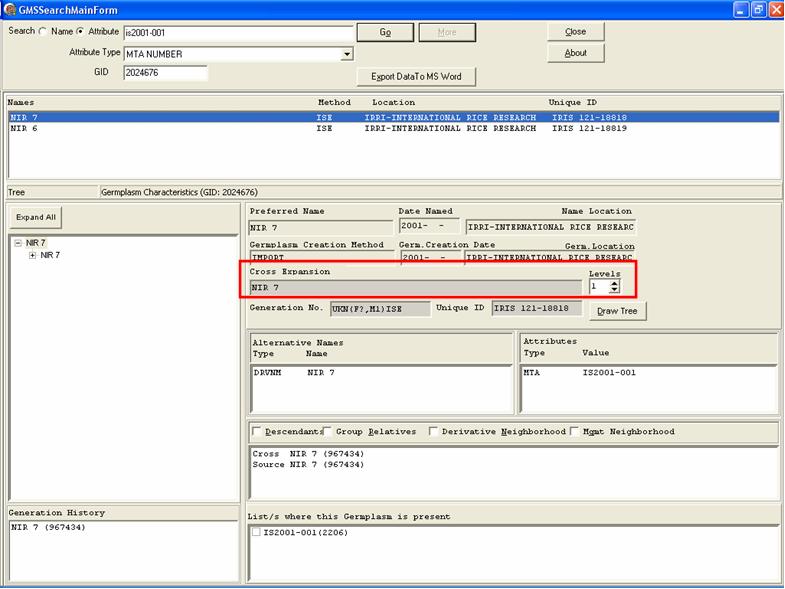 GMSSearchMainForm
Search Name Attribute is2001-001 Go More Close
Attribute Type MTA NUMBER About
GID 2024676 Export DataTo MS Word
Names Method Location Unique ID
NIR 7 ISE IRRI-INTERNATIONAL RICE RESEARCH IRIS 121-18818
NIR 6 ISE IRRI-INTERNATIONAL RICE RESEARCH IRIS 121-18819
Tree Germplasm Characteristics (GID: 2024676)
Expand All
NIR 7
NIR 7
Preferred Name Date Named Name Location
NIR 7 2001- - IRRI-INTERNATIONAL RICE RESEARC
Germplasm Creation Method Germ.Creation Date Germ.Location
IMPORT 2001- - IRRI-INTERNATIONAL RICE RESEARC
Cross Expansion Levels
NIR 7 1
Generation No. UKN(F?,M1)ISE Unique ID IRIS 121-18818 Draw Tree
Alternative Names
Type Name
DRVNM NIR 7
Attributes
Type Value
MTA IS2001-001
Descendants Group Relatives Derivative Neighborhood Mgmt Neighborhood
Cross NIR 7 (967434)
Source NIR 7 (967434)
Generation History
NIR 7 (967434)
List/s where this Germplasm is present
IS2001-001(2206)